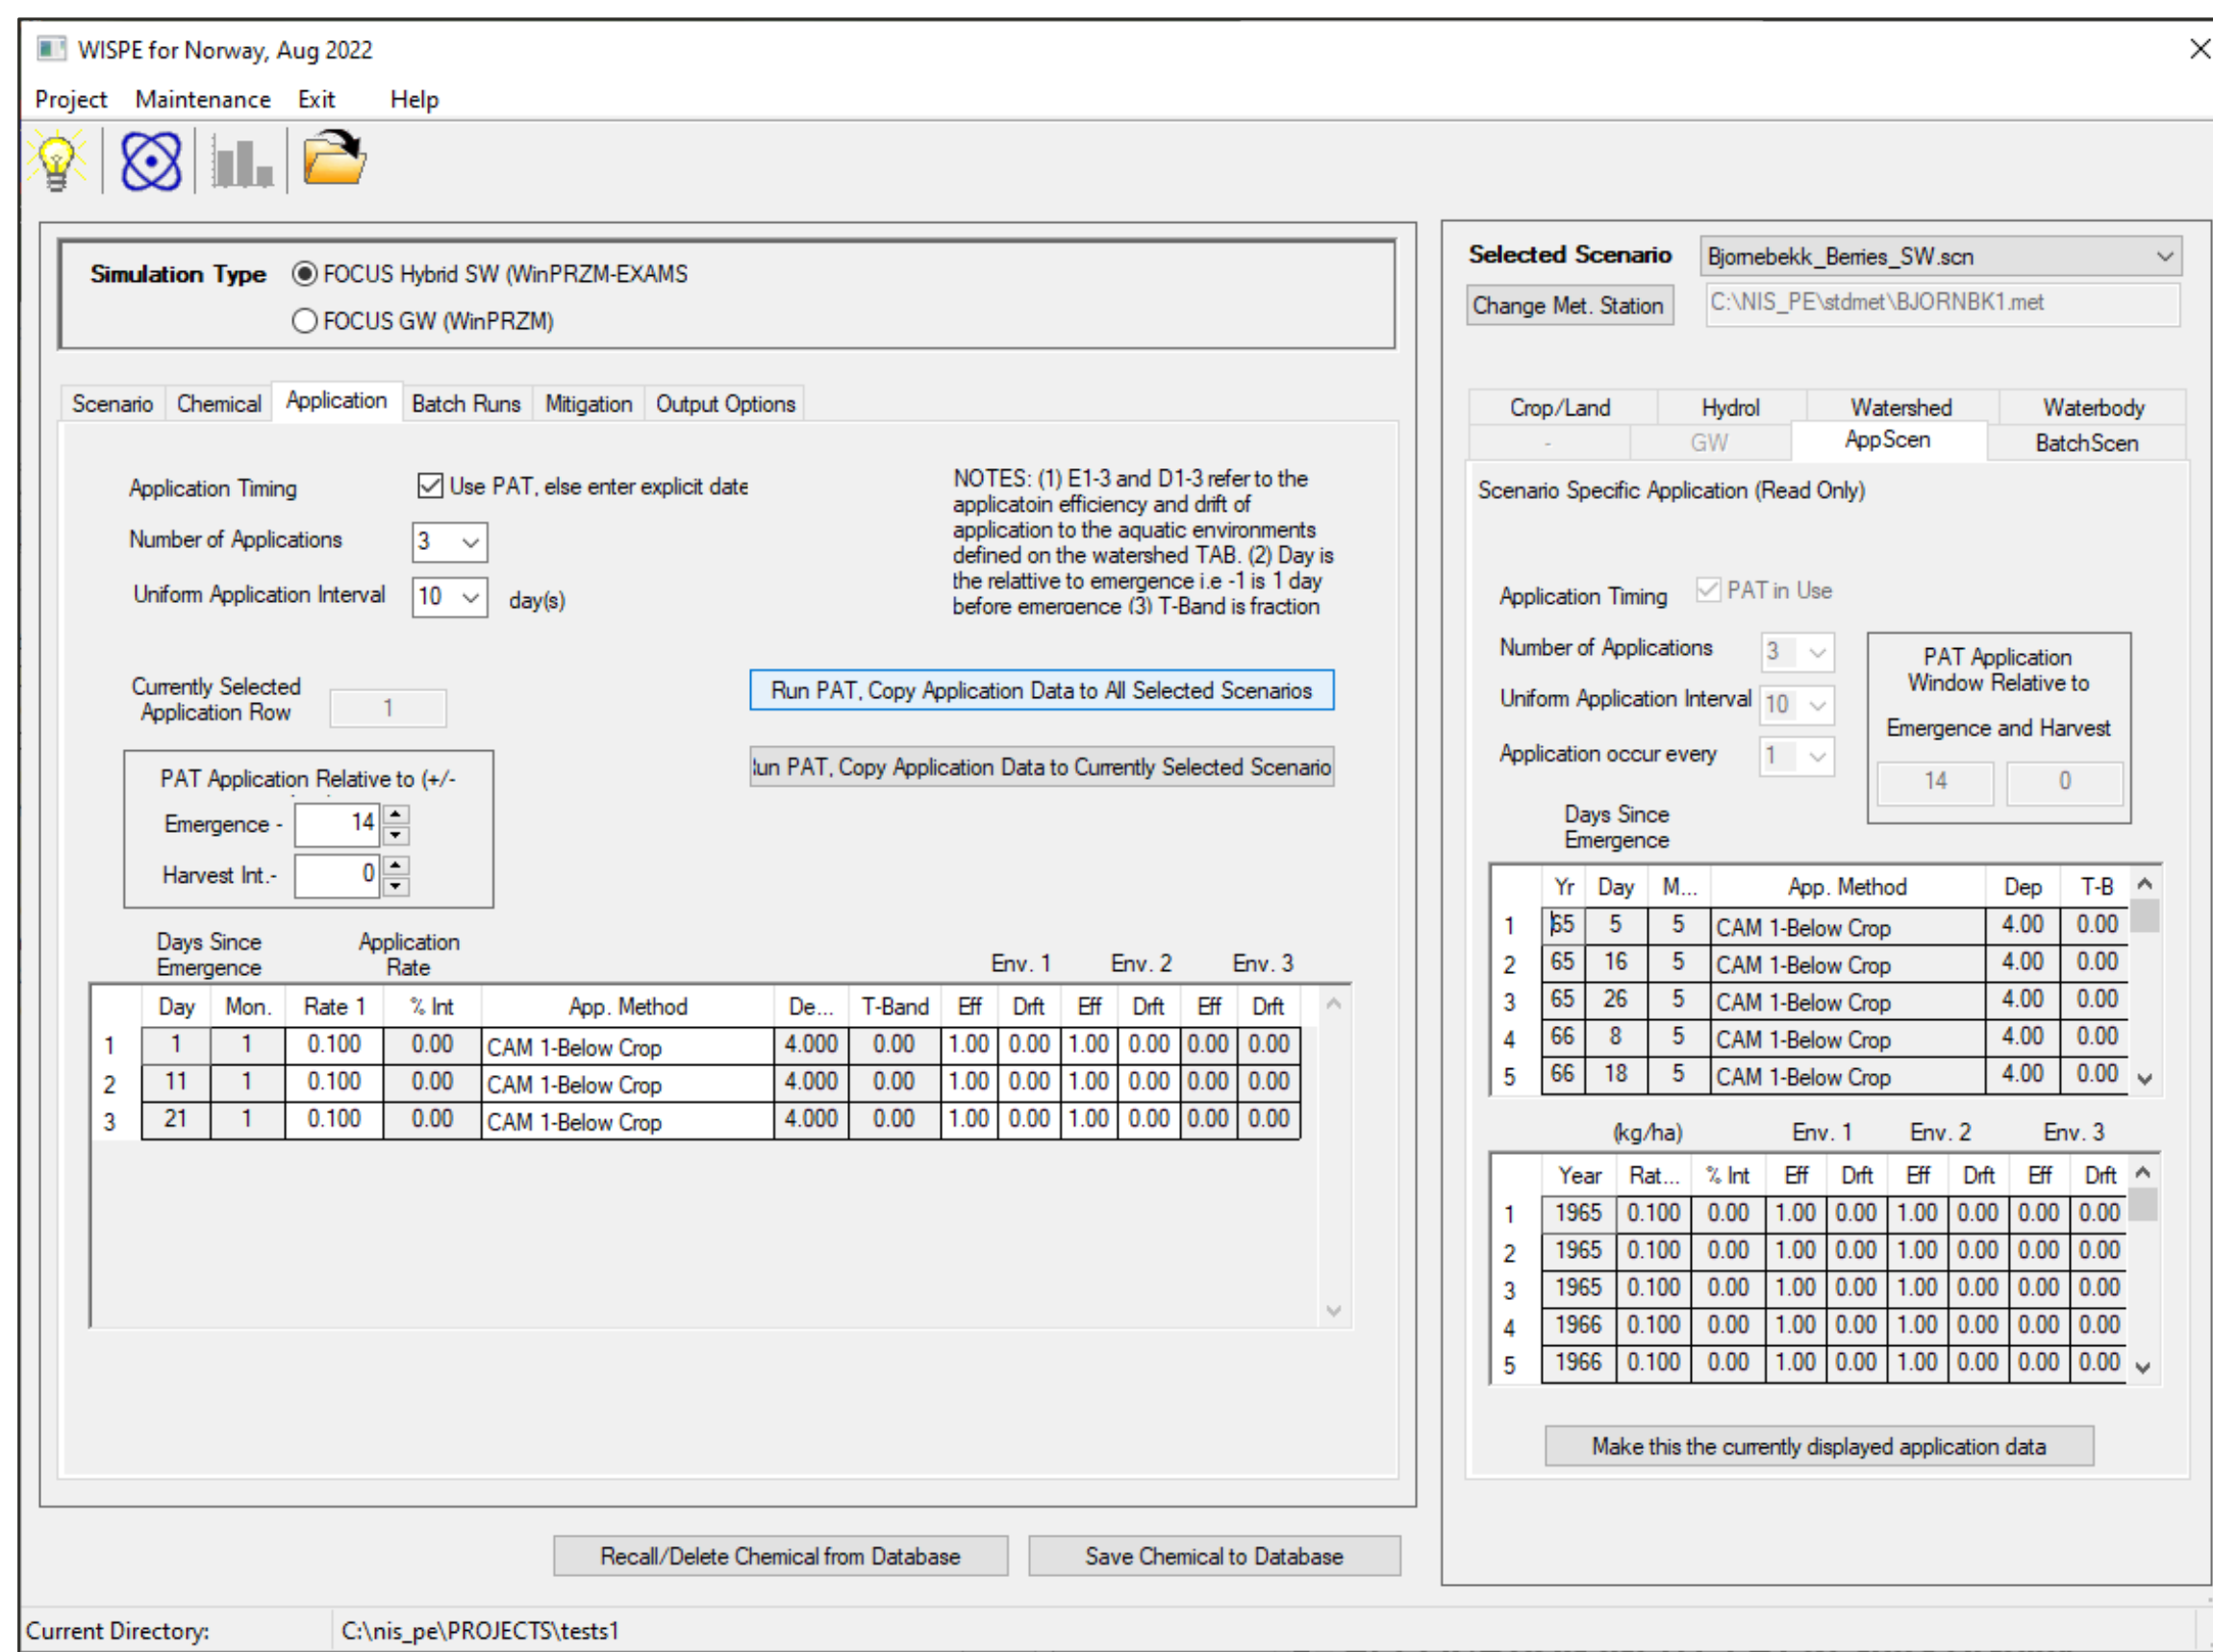 WISPE for Norway, Aug 2022
Project Maintenance Exit Help
Simulation Type FOCUS Hybrid SW (WinPRZM-EXAMS
FOCUS GW (WinPRZM)
Scenario Chemical Application Batch Runs Mitigation Output Options
Application Timing Use PAT, else enter explicit date
Number of Applications 3
Uniform Application Interval 10 day(s)
NOTES: (1) E1-3 and D1-3 refer to the
applicatoin efficiency and drift of
application to the aquatic environments
defined on the watershed TAB. (2) Day is
the relattive to emergence i.e -1 is 1 day
before emergence (3) T-Band is fraction
Currently Selected
Application Row 1
Run PAT, Copy Application Data to All Selected Scenarios
Run PAT, Copy Application Data to Currently Selected Scenario
PAT Application Relative to (+/-
Emergence - 14
Harvest Int.- 0
Days Since
Emergence
Application
Rate
Env. 1 Env. 2 Env. 3
Day Mon. Rate 1 % Int App. Method De... T-Band Eff Drft Eff Drft Eff Drft
1 1 1 0.100 0.00 CAM 1-Below Crop 4.000 0.00 1.00 0.00 1.00 0.00 0.00 0.00
2 11 1 0.100 0.00 CAM 1-Below Crop 4.000 0.00 1.00 0.00 1.00 0.00 0.00 0.00
3 21 1 0.100 0.00 CAM 1-Below Crop 4.000 0.00 1.00 0.00 1.00 0.00 0.00 0.00
Recall/Delete Chemical from Database Save Chemical to Database
Selected Scenario Bjornebekk_Berries_SW.scn
Change Met. Station C:\NIS_PE\stdmet\BJORNBK1.met
Crop/Land Hydrol Watershed Waterbody
- GW AppScen BatchScen
Scenario Specific Application (Read Only)
Application Timing PAT in Use
Number of Applications 3
Uniform Application Interval 10
Application occur every 1
PAT Application
Window Relative to
Emergence and Harvest
14 0
Days Since
Emergence
Yr Day M... App. Method Dep T-B
1 65 5 5 CAM 1-Below Crop 4.00 0.00
2 65 16 5 CAM 1-Below Crop 4.00 0.00
3 65 26 5 CAM 1-Below Crop 4.00 0.00
4 66 8 5 CAM 1-Below Crop 4.00 0.00
5 66 18 5 CAM 1-Below Crop 4.00 0.00
(kg/ha) Env. 1 Env. 2 Env. 3
Year Rat... % Int Eff Drft Eff Drft Eff Drft
1 1965 0.100 0.00 1.00 0.00 1.00 0.00 0.00 0.00
2 1965 0.100 0.00 1.00 0.00 1.00 0.00 0.00 0.00
3 1965 0.100 0.00 1.00 0.00 1.00 0.00 0.00 0.00
4 1966 0.100 0.00 1.00 0.00 1.00 0.00 0.00 0.00
5 1966 0.100 0.00 1.00 0.00 1.00 0.00 0.00 0.00
Make this the currently displayed application data
Current Directory: C:\nis_pe\PROJECTS\tests1